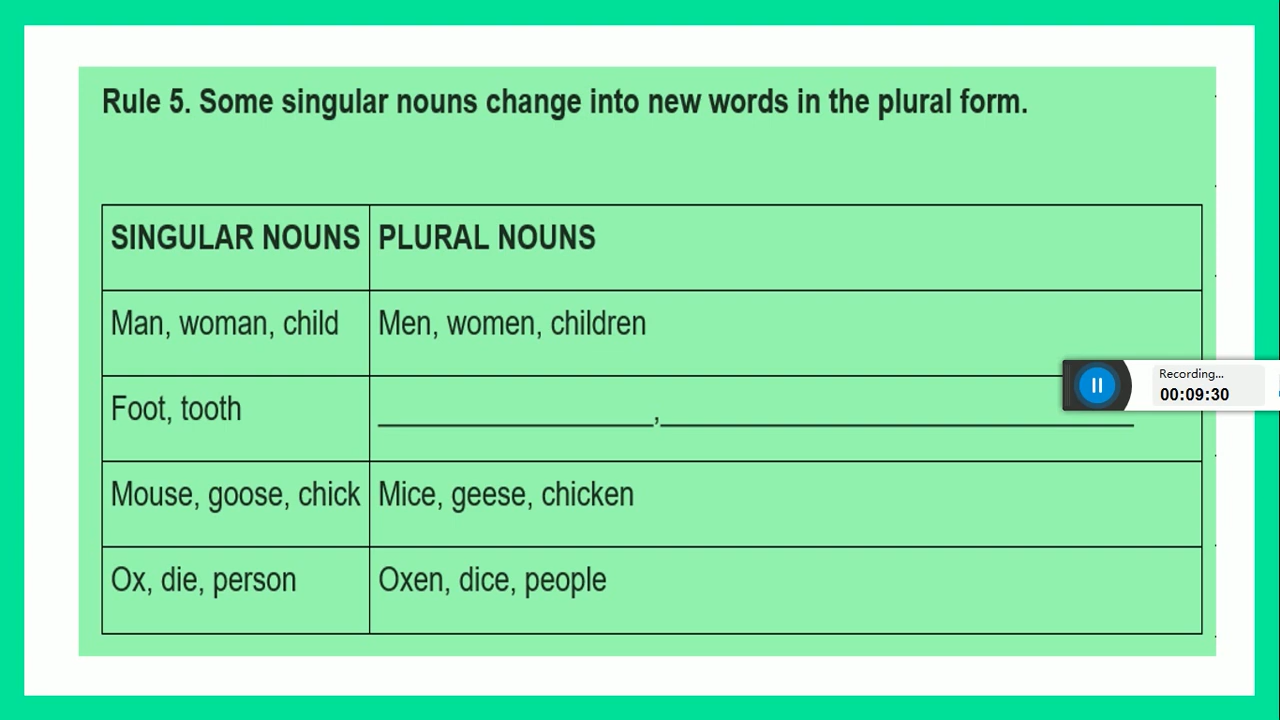 Rule 5. Some singular nouns change into new words in the plural form.
SINGULAR NOUNS PLURAL NOUNS
Man, woman, child Men, women, children
Foot, tooth ____________________,__________________________________
Mouse, goose, chick Mice, geese, chicken
Ox, die, person Oxen, dice, people
Recording...
00:09:30